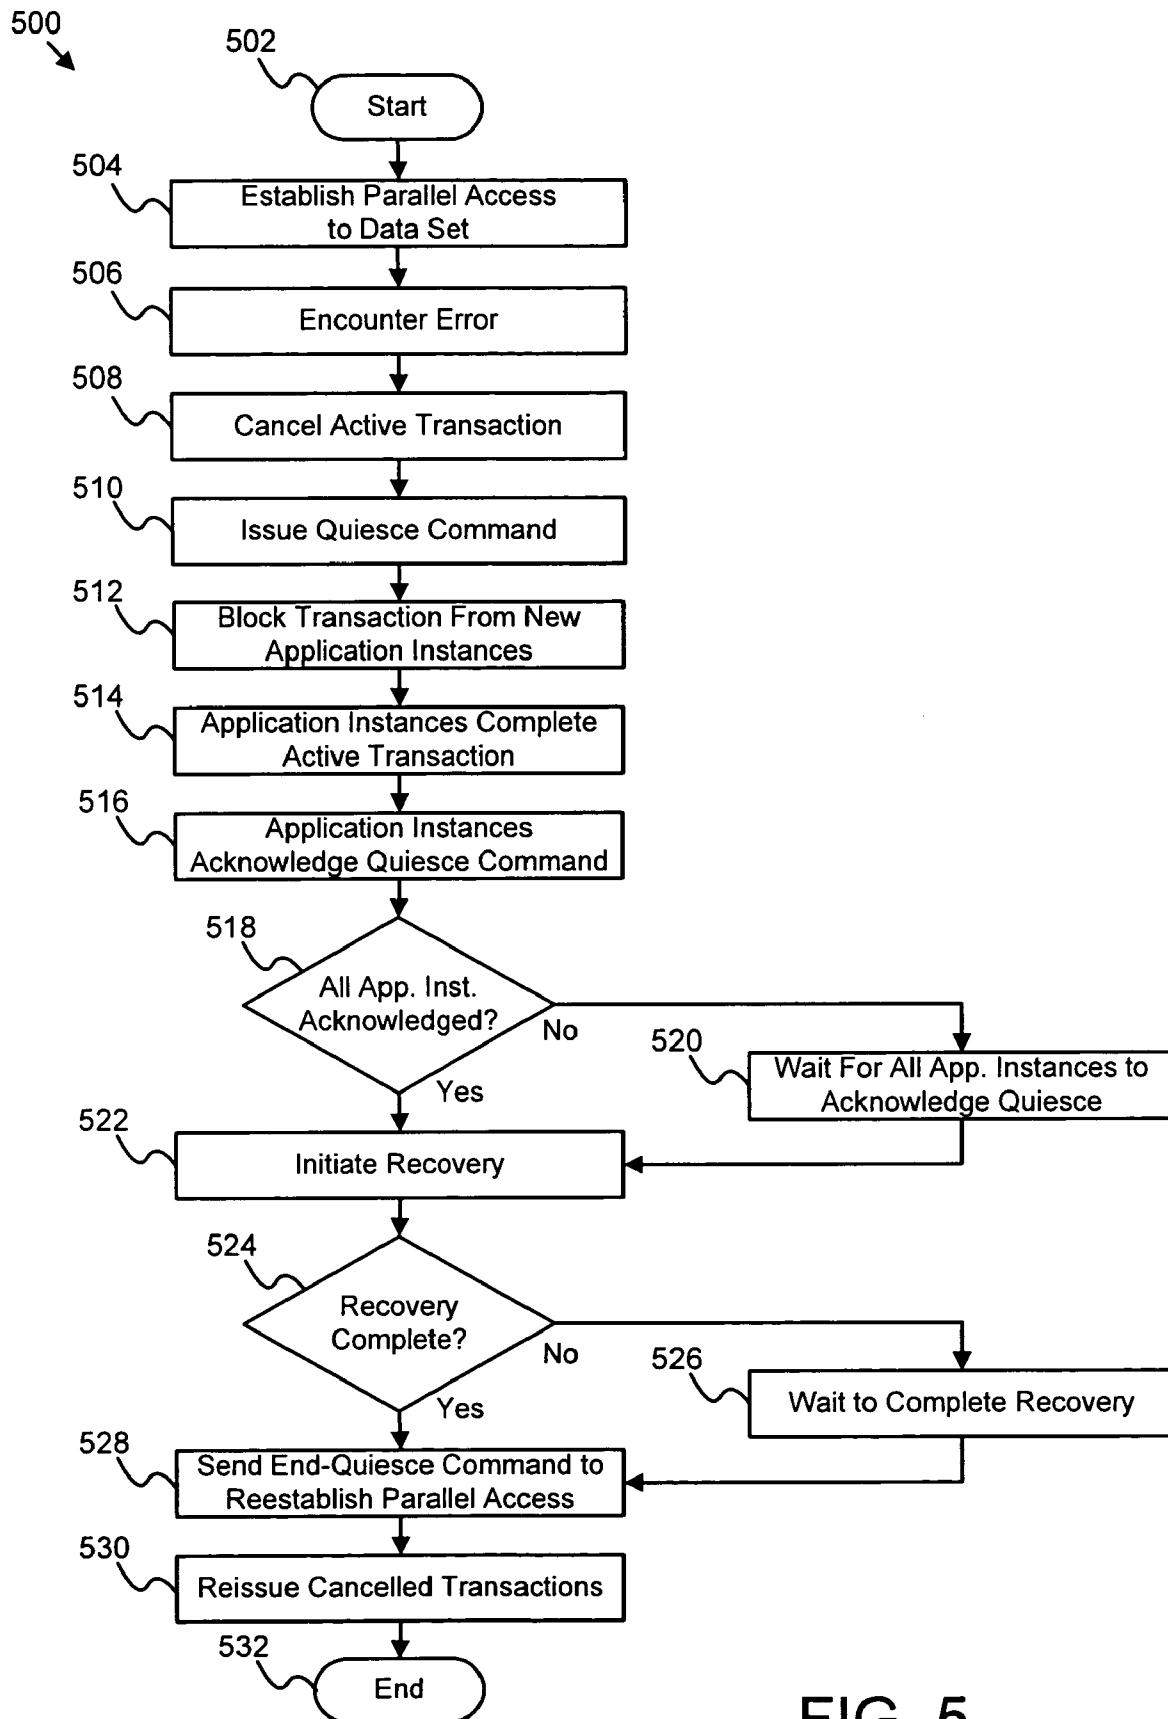 500
502
Start
504
Establish Parallel Access
to Data Set
506
Encounter Error
508
Cancel Active Transaction
510
Issue Quiesce Command
512
Block Transaction From New
Application Instances
514
Application Instances Complete
Active Transaction
516
Application Instances
Acknowledge Quiesce Command
518
All App. Inst.
Acknowledged?
No
Yes
520
Wait For All App. Instances to
Acknowledge Quiesce
522
Initiate Recovery
524
Recovery
Complete?
No
Yes
526
Wait to Complete Recovery
528
Send End-Quiesce Command to
Reestablish Parallel Access
530
Reissue Cancelled Transactions
532
End
FIG. 5